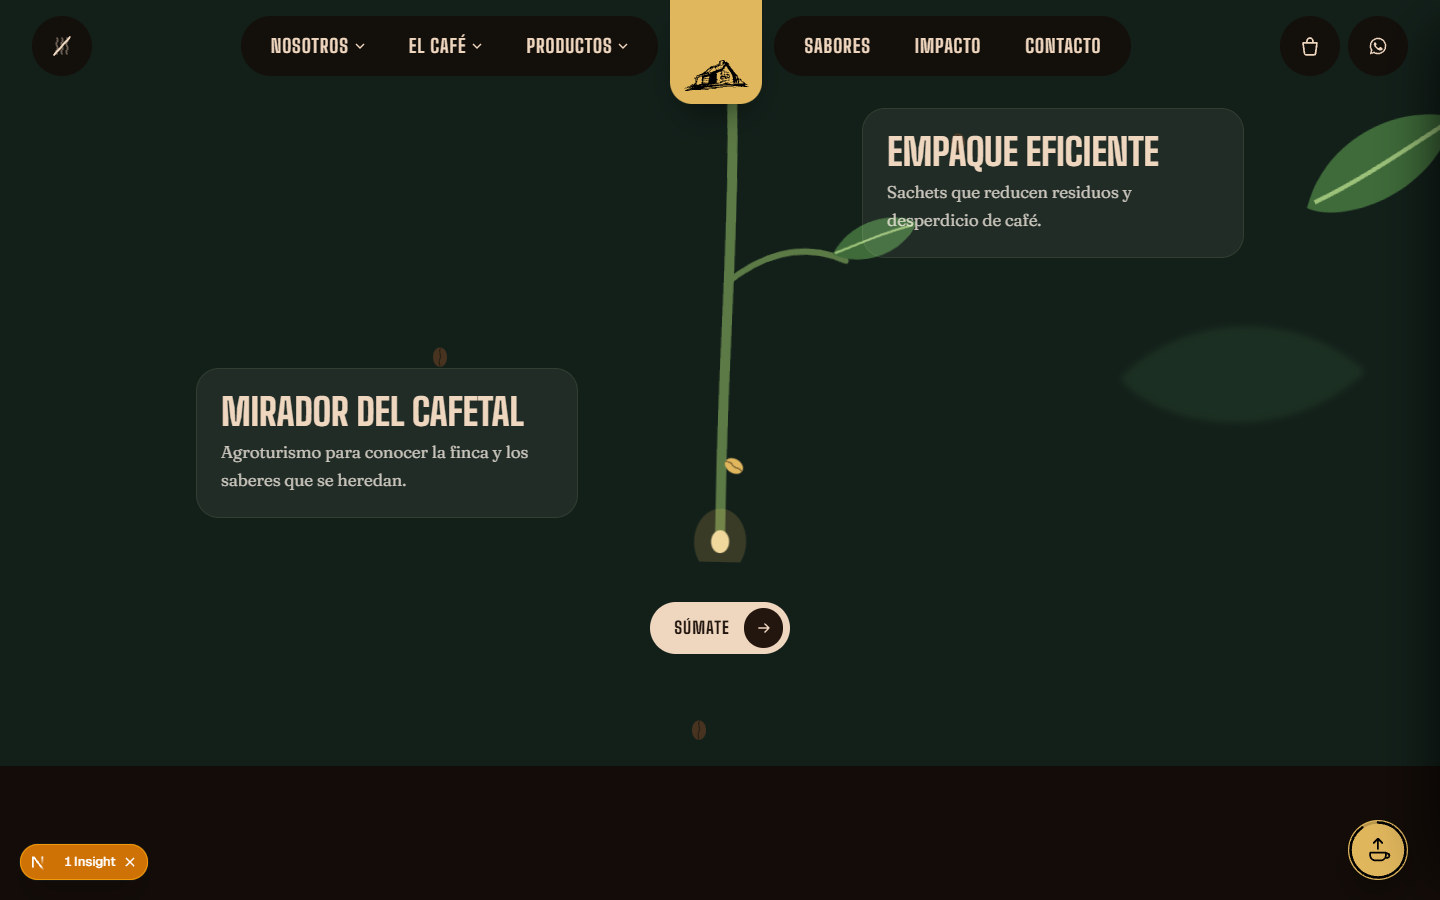 NOSOTROS
EL CAFÉ
PRODUCTOS
SABORES
IMPACTO
CONTACTO
EMPAQUE EFICIENTE
Sachets que reducen residuos y
desperdicio de café.
MIRADOR DEL CAFETAL
Agroturismo para conocer la finca y los
saberes que se heredan.
SÚMATE
1 Insight